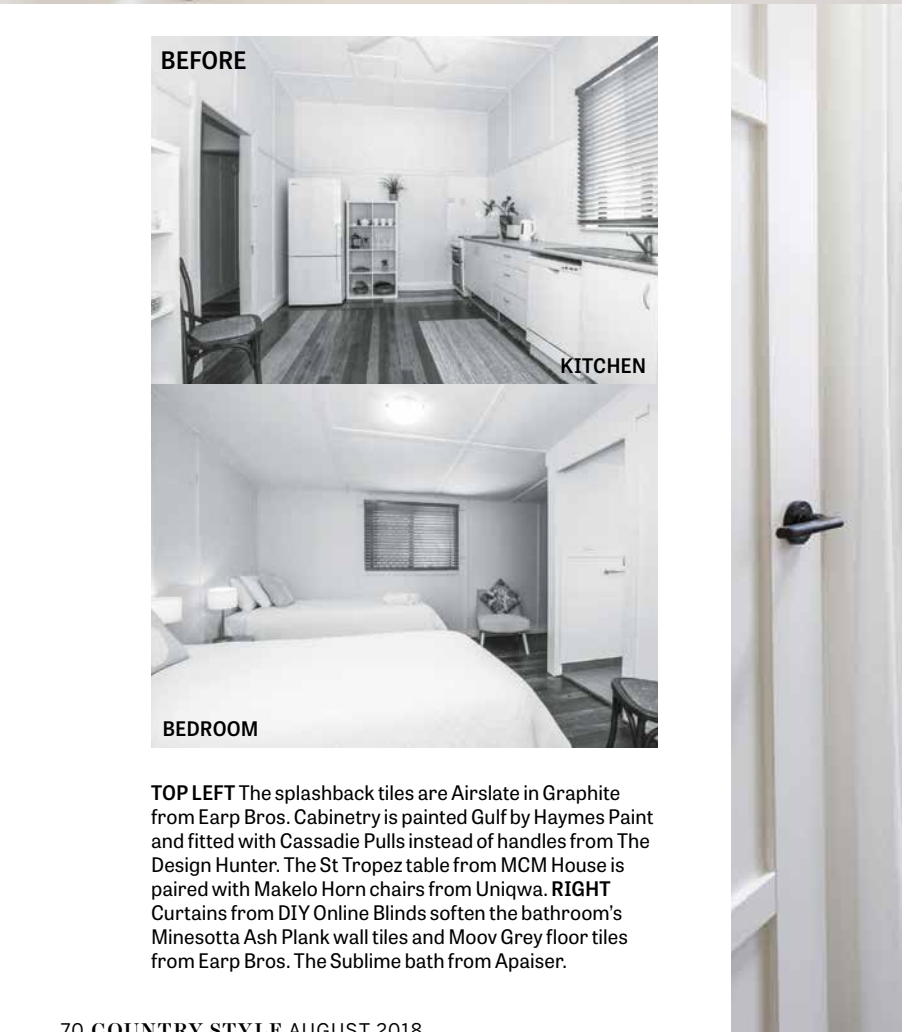 BEFORE
KITCHEN
BEDROOM
TOP LEFT The splashback tiles are Airslate in Graphite
from Earp Bros. Cabinetry is painted Gulf by Haymes Paint
and fitted with Cassadie Pulls instead of handles from The
Design Hunter. The St Tropez table from MCM House is
paired with Makelo Horn chairs from Uniqwa. RIGHT
Curtains from DIY Online Blinds soften the bathroom’s
Minesotta Ash Plank wall tiles and Moov Grey floor tiles
from Earp Bros. The Sublime bath from Apaiser.
70 COUNTRY STYLE AUGUST 2018